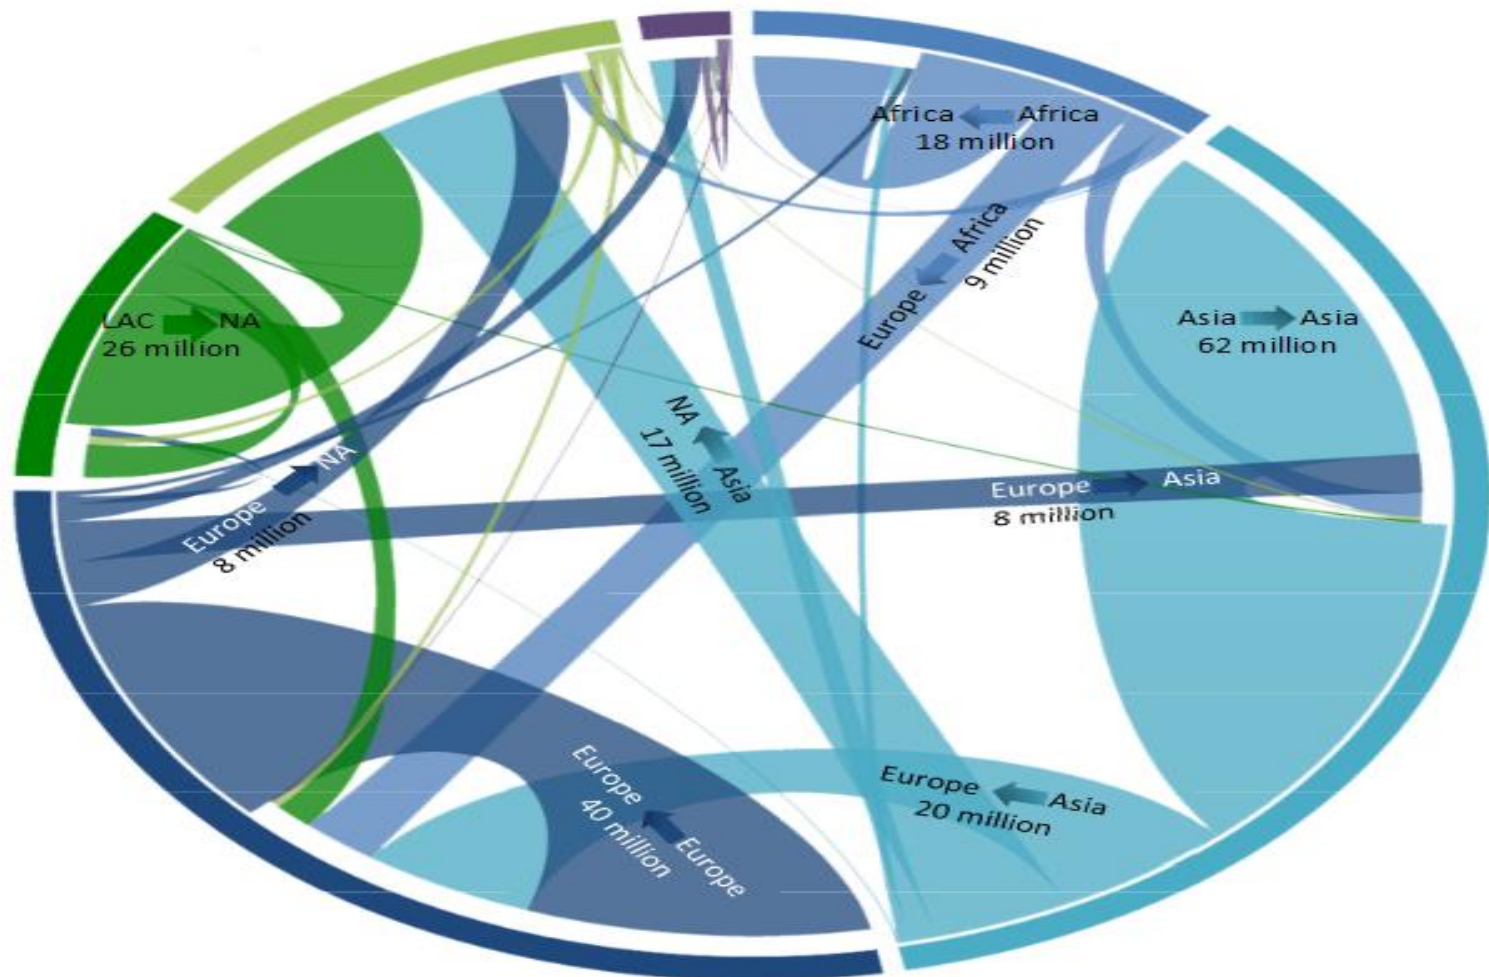 Africa Africa
18 million
Europe Africa
9 million
Asia Asia
62 million
LAC NA
26 million
NA Asia
17 million
Europe NA
8 million
Europe Asia
8 million
Europe Asia
20 million
Europe Europe
40 million